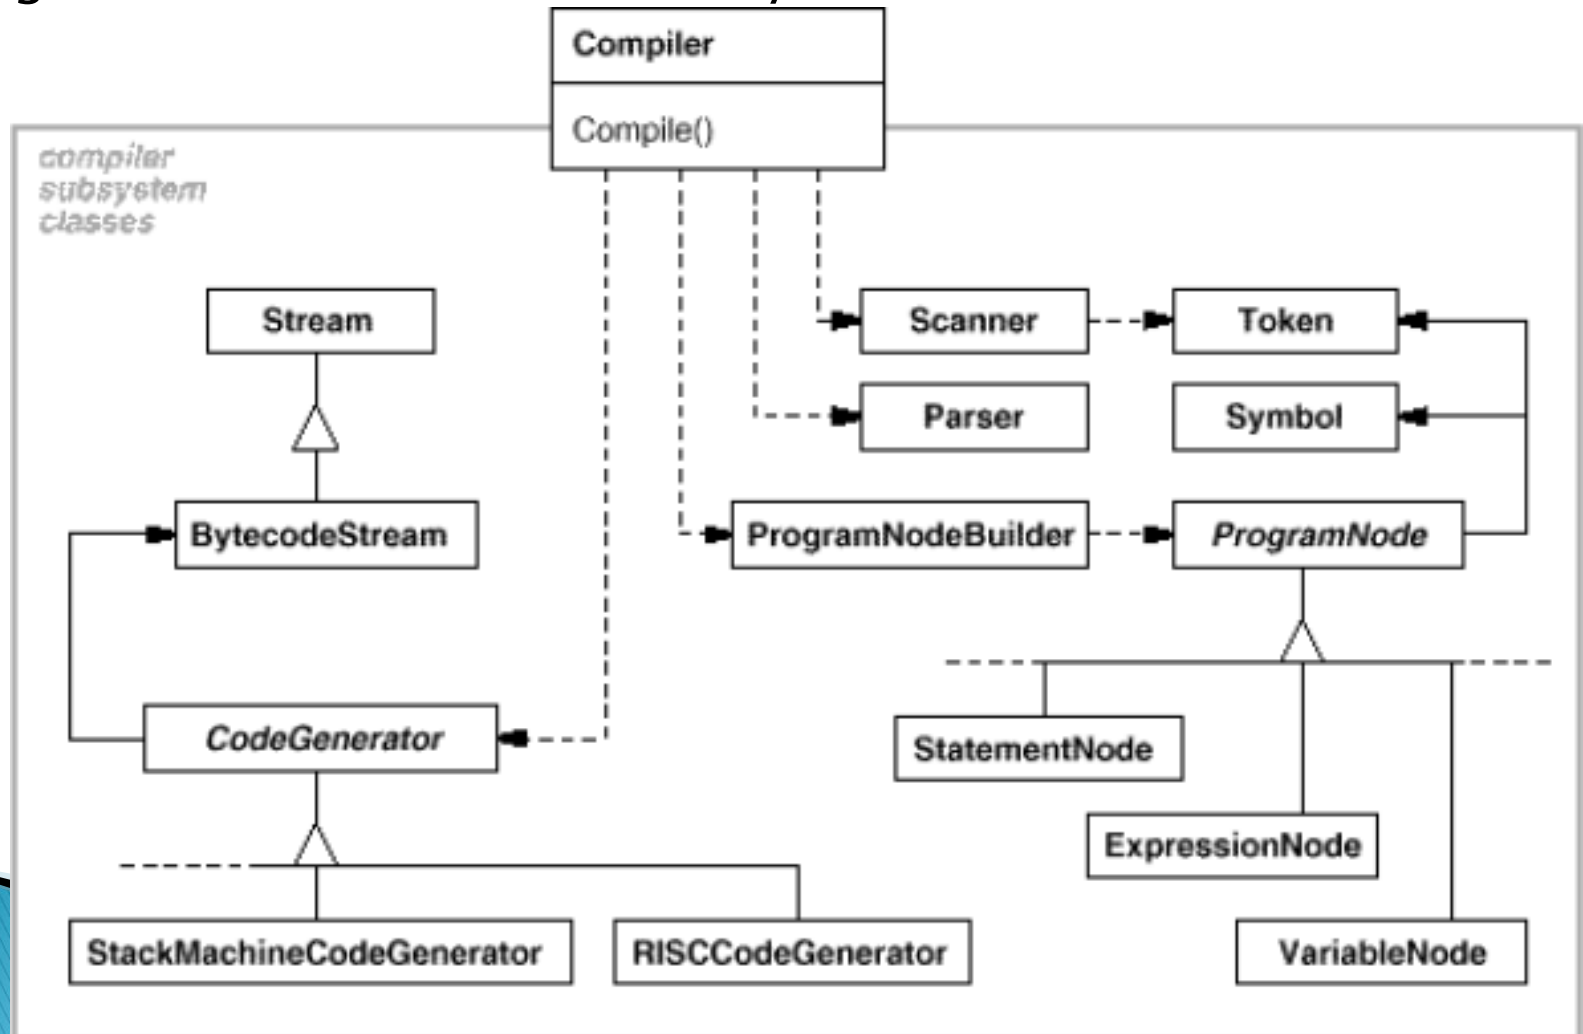 Compiler
Compile()
compiler
subsystem
classes
Stream
Scanner
Token
Parser
Symbol
BytecodeStream
ProgramNodeBuilder
ProgramNode
CodeGenerator
StatementNode
ExpressionNode
StackMachineCodeGenerator
RISCCodeGenerator
VariableNode